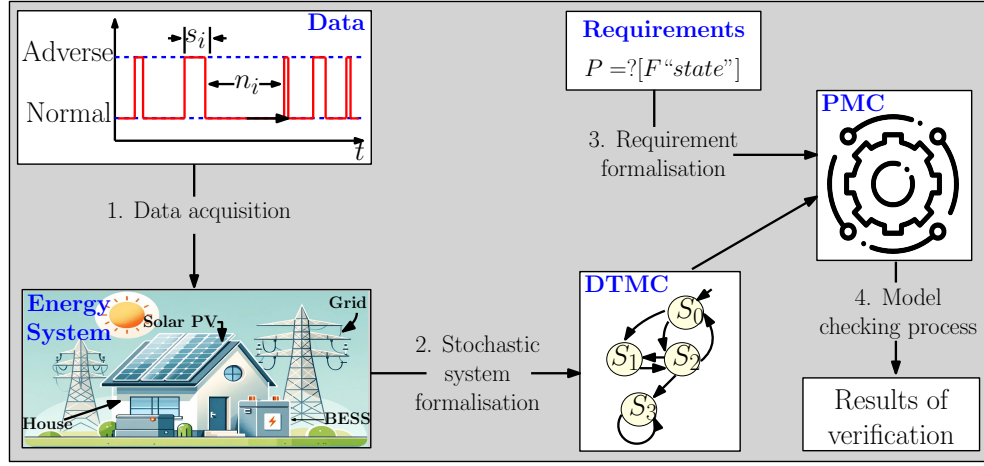 Data
Adverse
Normal
s_i
n_i
t
1. Data acquisition
Energy
System
Solar PV
Grid
House
BESS
2. Stochastic
system
formalisation
DTMC
S_0
S_1
S_2
S_3
Requirements
P =?[F "state"]
3. Requirement
formalisation
PMC
4. Model
checking process
Results of
verification